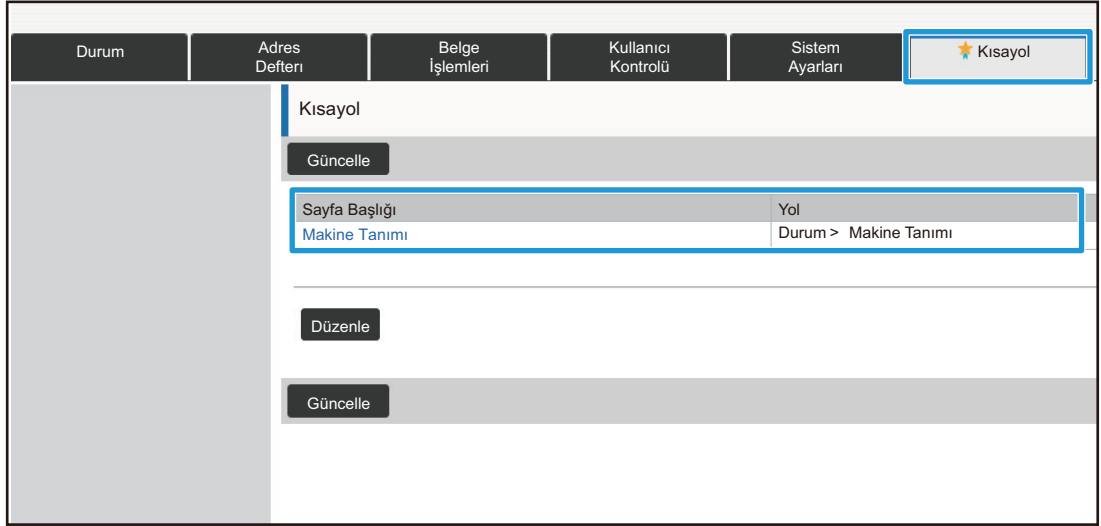 Durum
Adres
Defterı
Belge
İşlemleri
Kullanıcı
Kontrolü
Sistem
Ayarları
Kısayol
Kısayol
Güncelle
Sayfa Başlığı Yol
Makine Tanımı Durum > Makine Tanımı
Düzenle
Güncelle